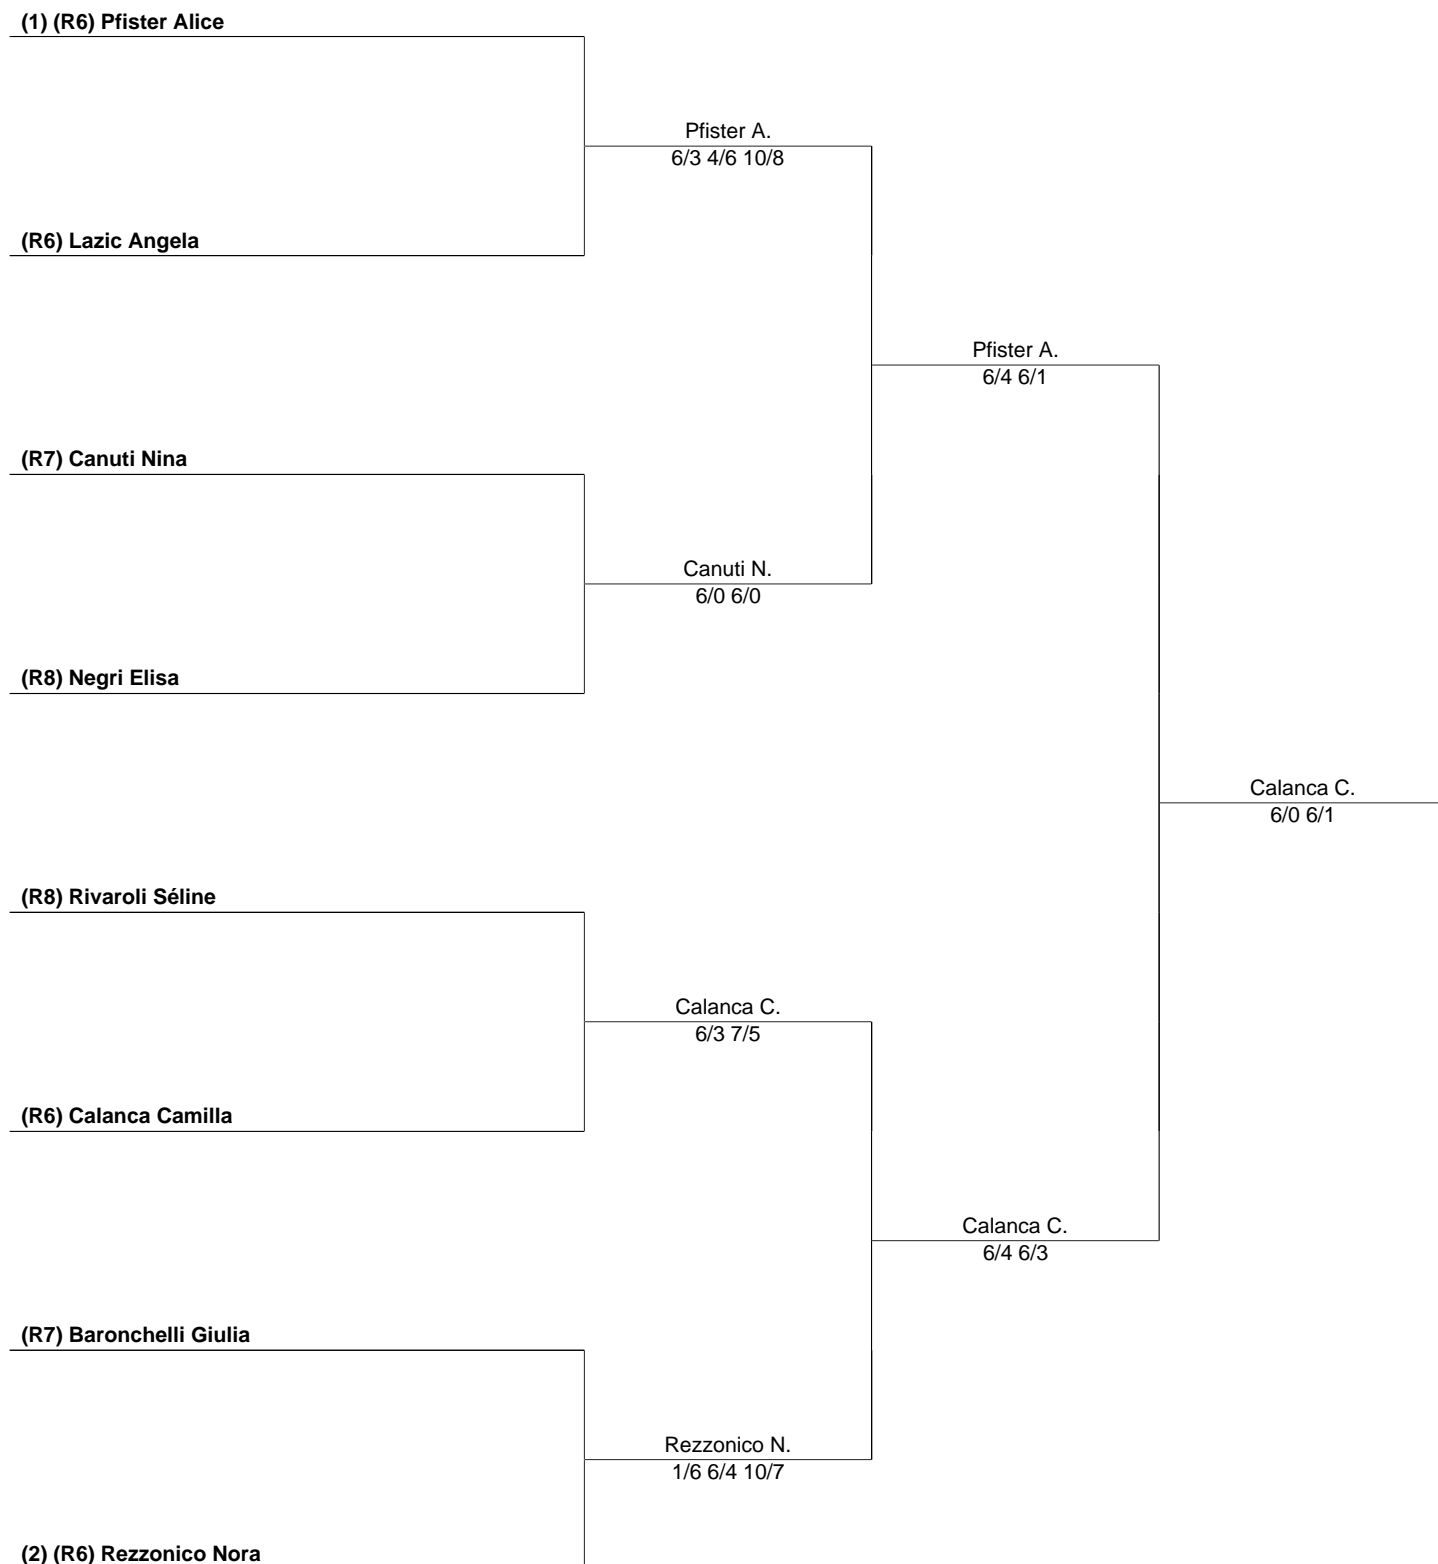 (1) (R6) Pfister Alice
Pfister A.
6/3 4/6 10/8
(R6) Lazic Angela
Pfister A.
6/4 6/1
(R7) Canuti Nina
Canuti N.
6/0 6/0
(R8) Negri Elisa
Calanca C.
6/0 6/1
(R8) Rivaroli Séline
Calanca C.
6/3 7/5
(R6) Calanca Camilla
Calanca C.
6/4 6/3
(R7) Baronchelli Giulia
Rezzonico N.
1/6 6/4 10/7
(2) (R6) Rezzonico Nora